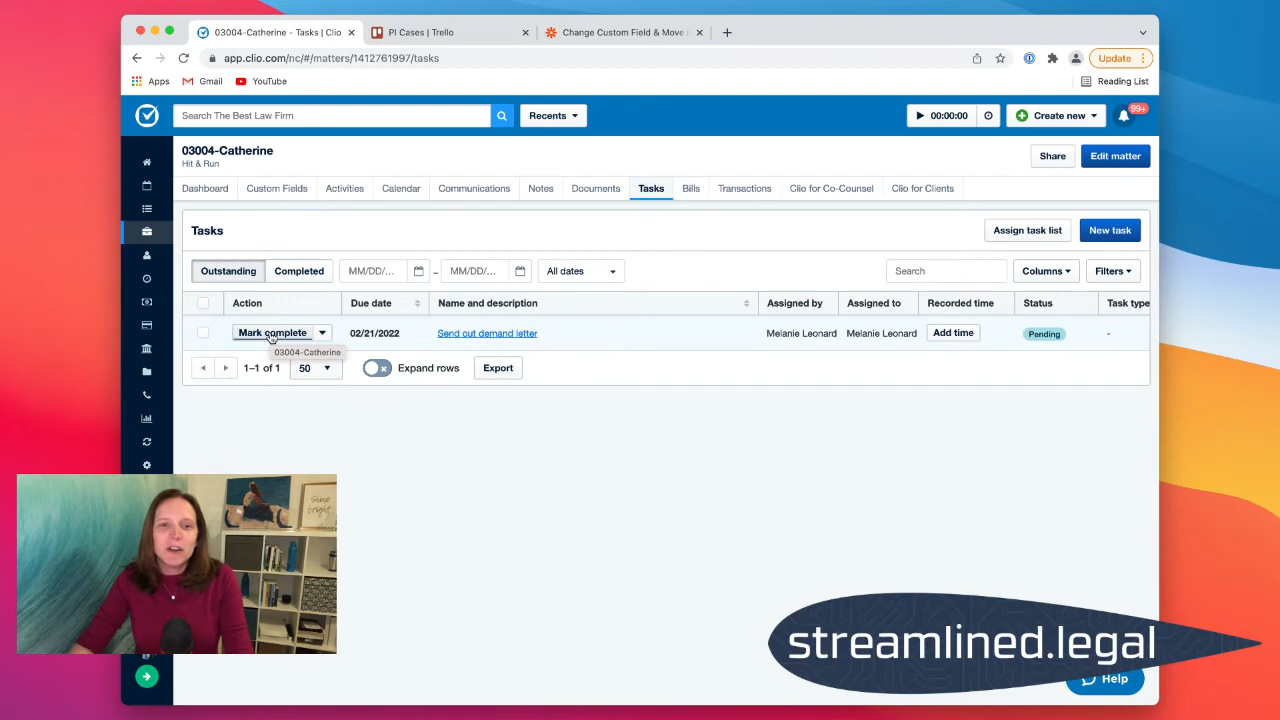 03004-Catherine - Tasks | Clio
PI Cases | Trello
Change Custom Field & Move
app.clio.com/nc/#/matters/1412761997/tasks
Update
Apps
Gmail
YouTube
Reading List
Search The Best Law Firm
Recents
00:00:00
Create new
99+
03004-Catherine
Hit & Run
Share
Edit matter
Dashboard
Custom Fields
Activities
Calendar
Communications
Notes
Documents
Tasks
Bills
Transactions
Clio for Co-Counsel
Clio for Clients
Tasks
Assign task list
New task
Outstanding
Completed
MM/DD/...
–
MM/DD/...
All dates
Search
Columns
Filters
Action
Due date
Name and description
Assigned by
Assigned to
Recorded time
Status
Task type
Mark complete
02/21/2022
Send out demand letter
Melanie Leonard
Melanie Leonard
Add time
Pending
-
03004-Catherine
1–1 of 1
50
Expand rows
Export
shine
bright
streamlined.legal
Help